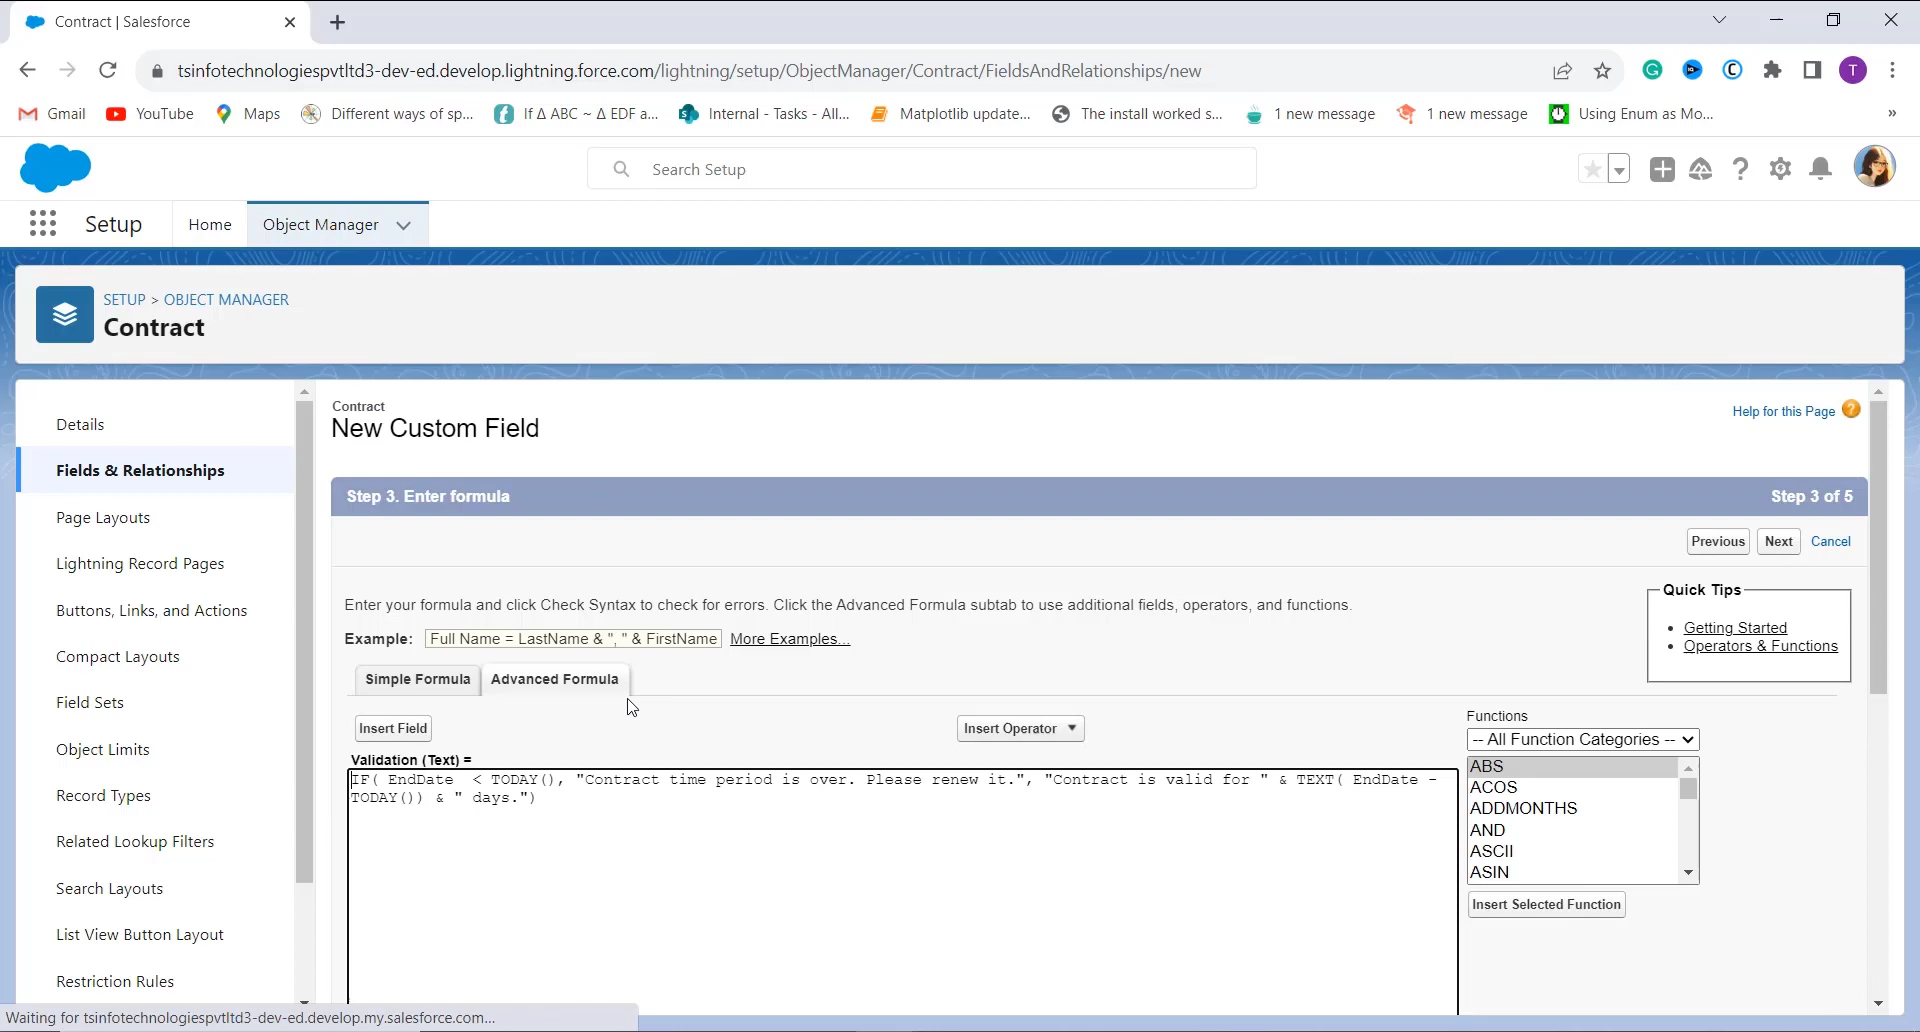 Contract | Salesforce
tsinfotechnologiespvtltd3-dev-ed.develop.lightning.force.com/lightning/setup/ObjectManager/Contract/FieldsAndRelationships/new
T
Gmail YouTube Maps Different ways of sp... If Δ ABC ~ Δ EDF a... Internal - Tasks - All... Matplotlib update... The install worked s... 1 new message 1 new message Using Enum as Mo... »
Search Setup
Setup Home Object Manager
SETUP > OBJECT MANAGER
Contract
Details
Fields & Relationships
Page Layouts
Lightning Record Pages
Buttons, Links, and Actions
Compact Layouts
Field Sets
Object Limits
Record Types
Related Lookup Filters
Search Layouts
List View Button Layout
Restriction Rules
Contract
New Custom Field
Help for this Page ?
Step 3. Enter formula
Step 3 of 5
Previous Next Cancel
Enter your formula and click Check Syntax to check for errors. Click the Advanced Formula subtab to use additional fields, operators, and functions.
Example: Full Name = LastName & ", " & FirstName More Examples...
Quick Tips
• Getting Started
• Operators & Functions
Simple Formula Advanced Formula
Insert Field Insert Operator
Functions
-- All Function Categories --
Validation (Text) =
IF( EndDate  < TODAY(), "Contract time period is over. Please renew it.", "Contract is valid for " & TEXT( EndDate -
TODAY()) & " days.")
ABS
ACOS
ADDMONTHS
AND
ASCII
ASIN
Insert Selected Function
Waiting for tsinfotechnologiespvtltd3-dev-ed.develop.my.salesforce.com...